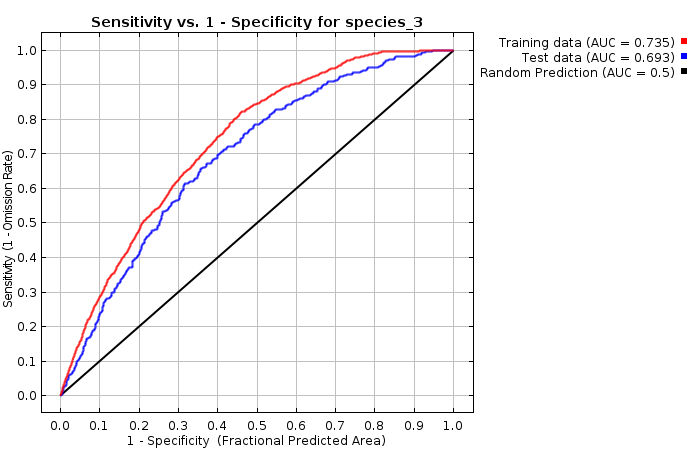 Sensitivity vs. 1 - Specificity for species_3
Training data (AUC = 0.735)
Test data (AUC = 0.693)
Random Prediction (AUC = 0.5)
Sensitivity (1 - Omission Rate)
1.0
0.9
0.8
0.7
0.6
0.5
0.4
0.3
0.2
0.1
0.0
0.0 0.1 0.2 0.3 0.4 0.5 0.6 0.7 0.8 0.9 1.0
1 - Specificity (Fractional Predicted Area)